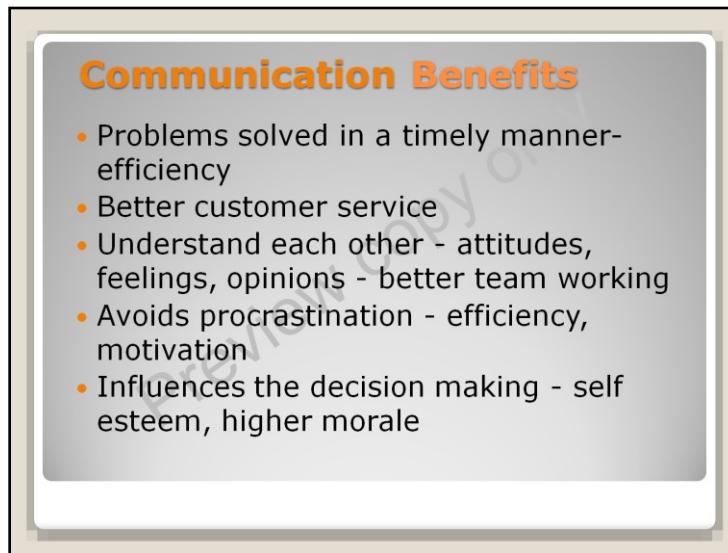 Communication Benefits
• Problems solved in a timely manner-
efficiency
• Better customer service
• Understand each other - attitudes,
feelings, opinions - better team working
• Avoids procrastination - efficiency,
motivation
• Influences the decision making - self
esteem, higher morale
Preview copy only